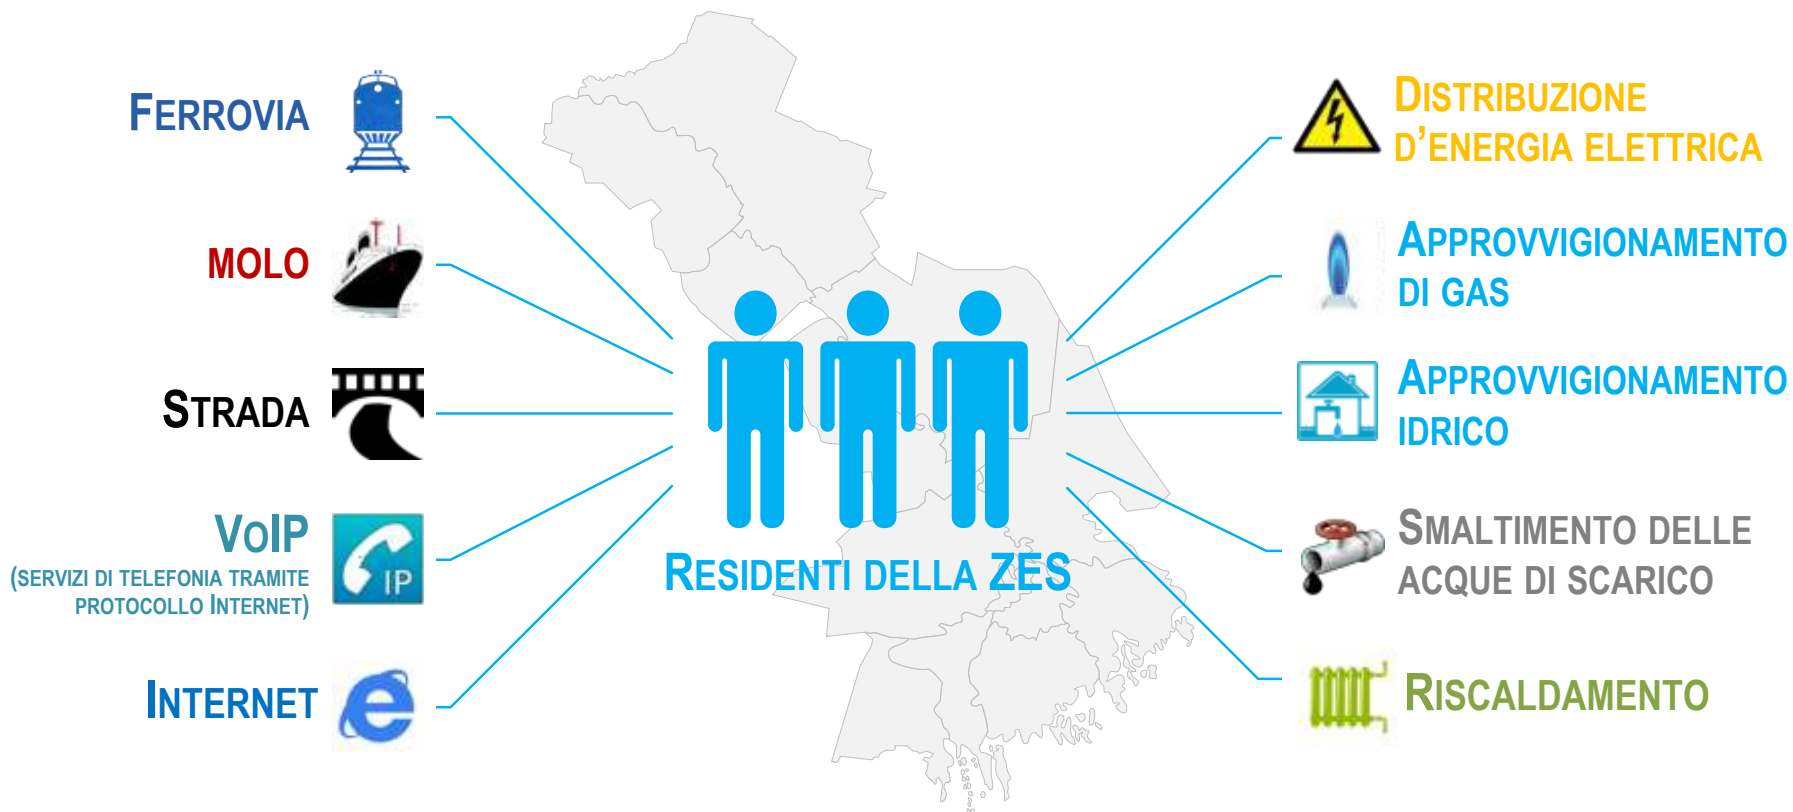 FERROVIA
MOLO
STRADA
VOIP
(SERVIZI DI TELEFONIA TRAMITE
PROTOCOLLO INTERNET)
IP
INTERNET
RESIDENTI DELLA ZES
DISTRIBUZIONE
D'ENERGIA ELETTRICA
APPROVVIGIONAMENTO
DI GAS
APPROVVIGIONAMENTO
IDRICO
SMALTIMENTO DELLE
ACQUE DI SCARICO
RISCALDAMENTO